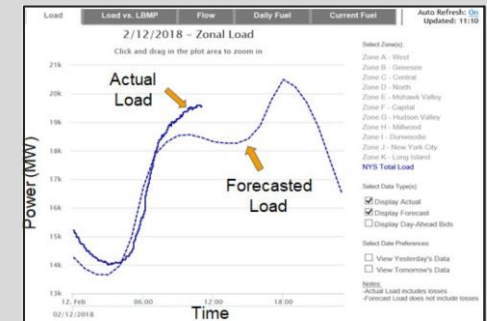 Load
Load vs. LBMP
Flow
Daily Fuel
Current Fuel
Auto Refresh: On
Updated: 11:10
2/12/2018 - Zonal Load
Click and drag in the plot area to zoom in
Power (MW)
21k
20k
19k
18k
17k
16k
15k
14k
13k
Actual
Load
Forecasted
Load
12. Feb
06:00
12:00
18:00
02/12/2018
Time
Select Zone(s)
Zone A - West
Zone B - Genesee
Zone C - Central
Zone D - North
Zone E - Mohawk Valley
Zone F - Capital
Zone G - Hudson Valley
Zone H - Millwood
Zone I - Dunwoodie
Zone J - New York City
Zone K - Long Island
NYS Total Load
Select Data Type(s)
Display Actual
Display Forecast
Display Day-Ahead Bids
Select Date Preferences
View Yesterday's Data
View Tomorrow's Data
Notes:
-Actual Load includes losses
-Forecast Load does not include losses